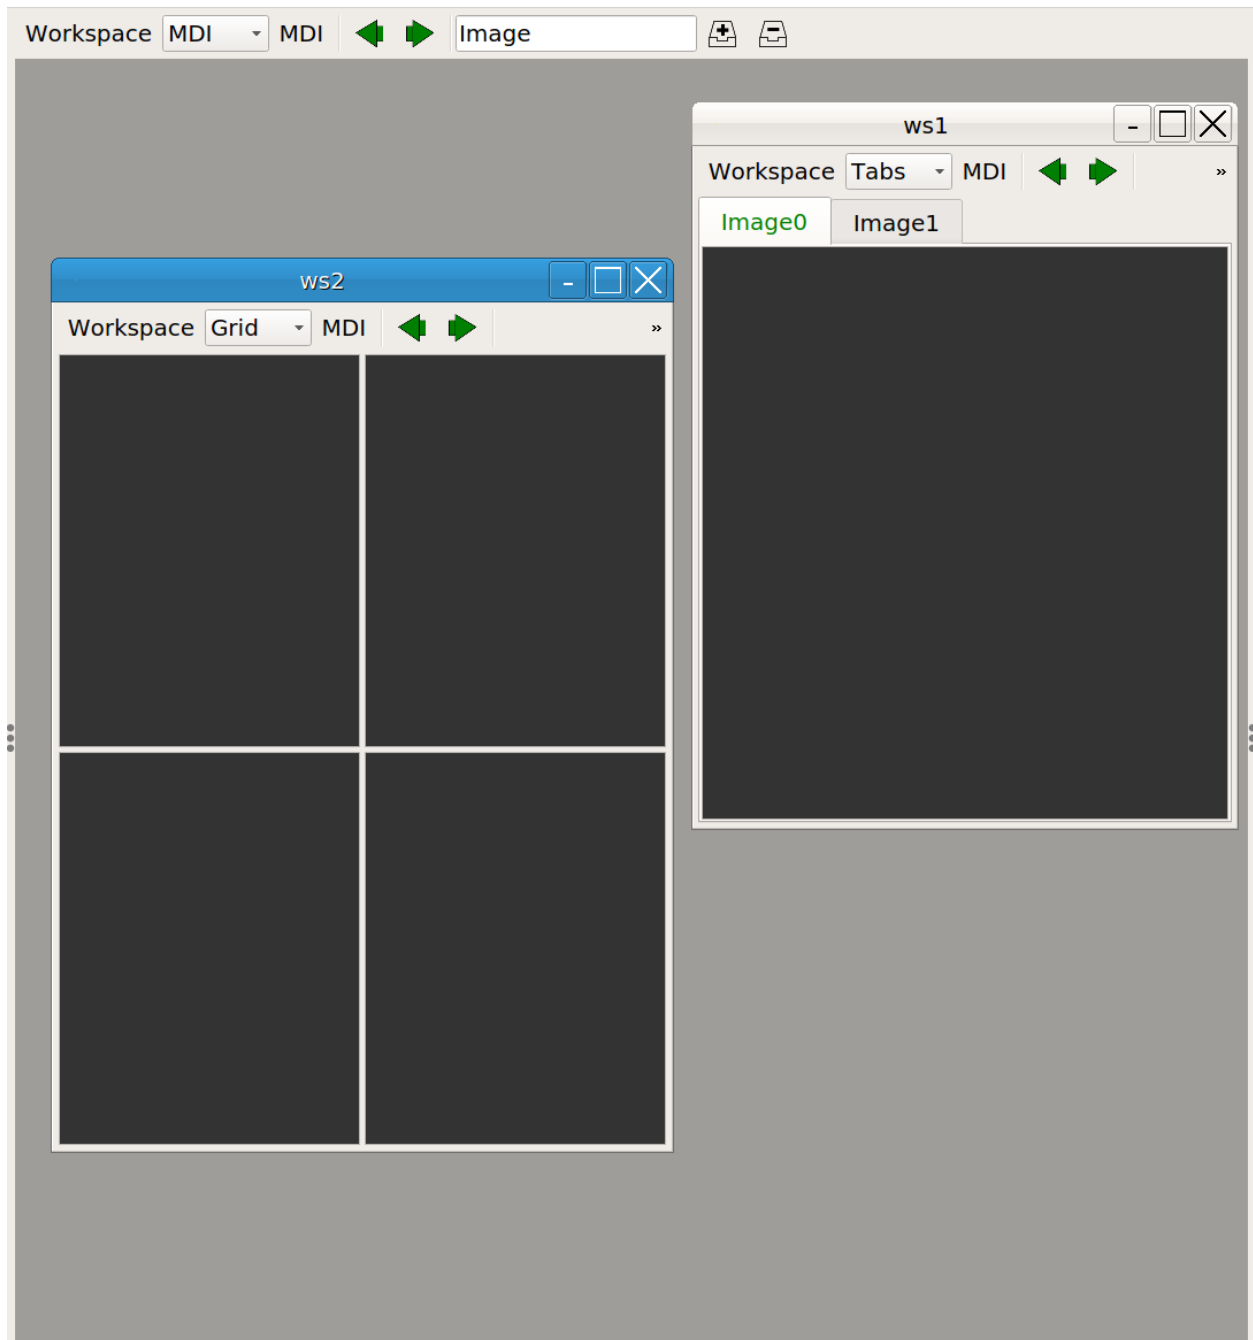 Workspace MDI MDI Image
ws1
Workspace Tabs MDI »
Image0 Image1
ws2
Workspace Grid MDI »